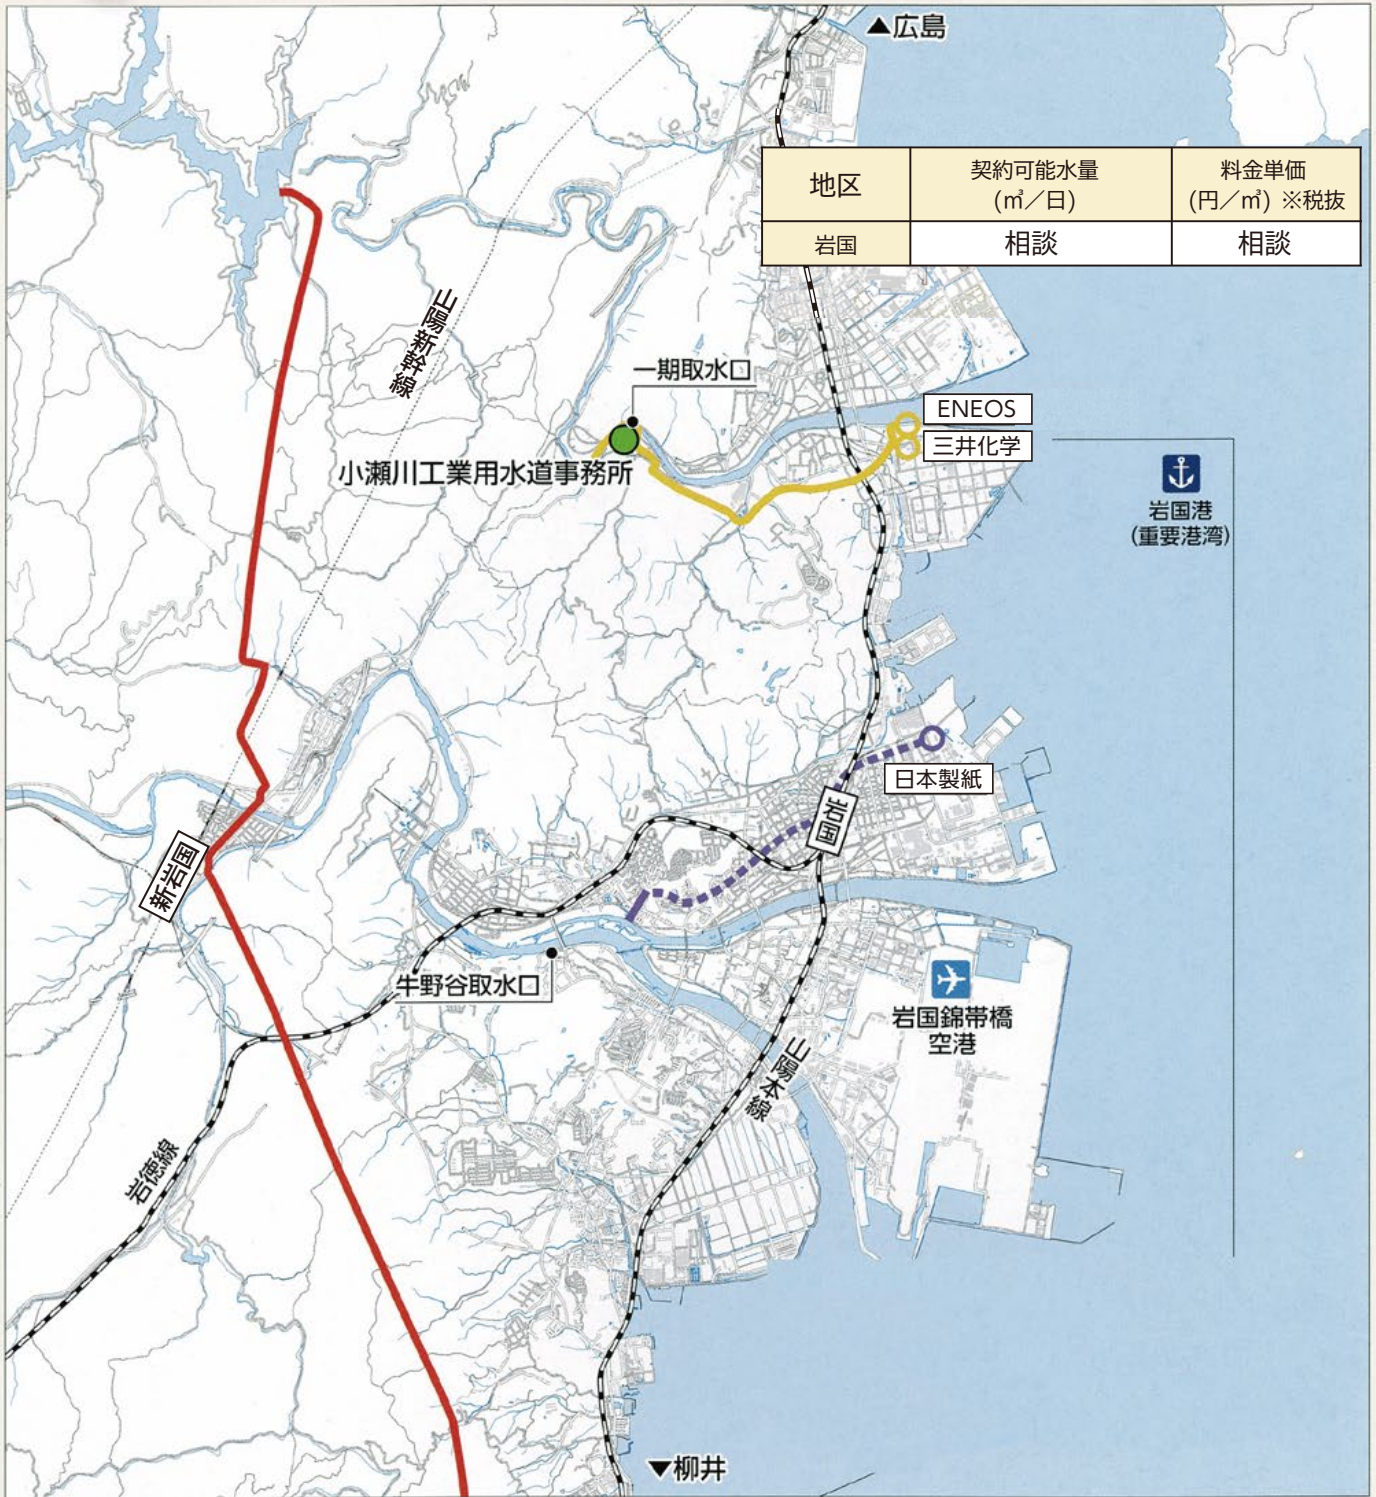 ▲広島
地区
契約可能水量
(㎥／日)
料金単価
(円／㎥) ※税抜
岩国
相談
相談
山陽新幹線
一期取水口
小瀬川工業用水道事務所
ENEOS
三井化学
岩国港
(重要港湾)
日本製紙
岩国
新岩国
牛野谷取水口
岩国錦帯橋
空港
山陽本線
岩徳線
▼柳井